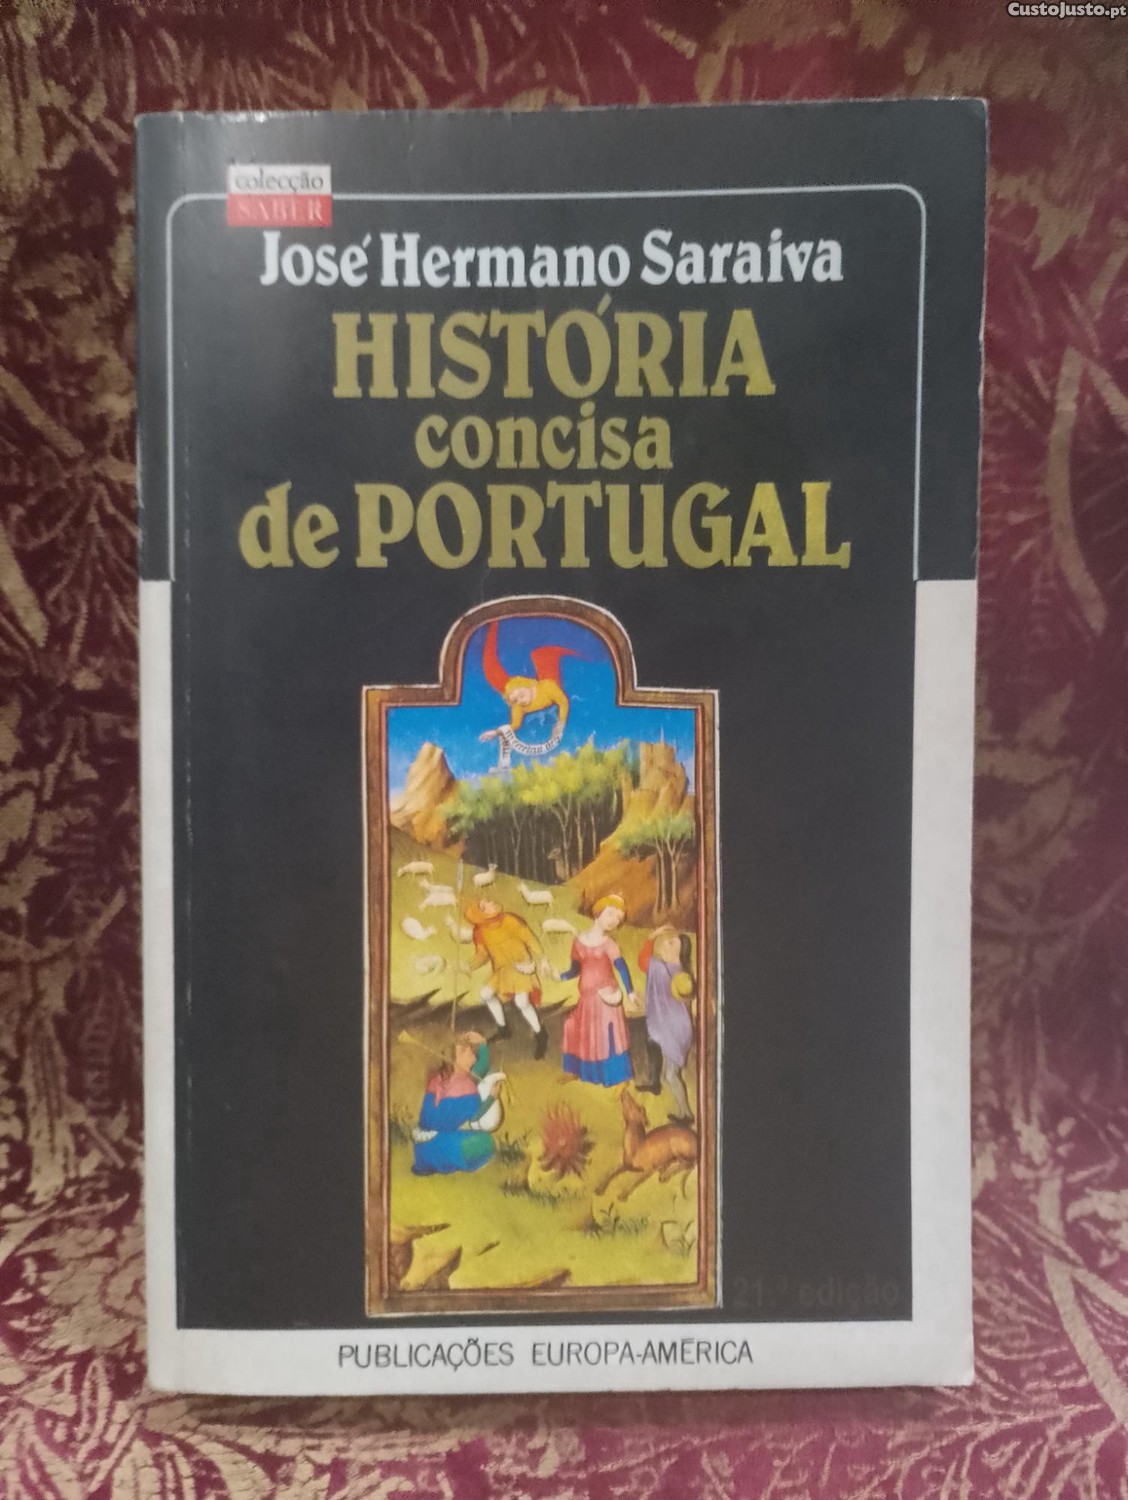 CustoJusto.pt
colecção
SABER
José Hermano Saraiva
HISTÓRIA
concisa
de PORTUGAL
21.ª edição
PUBLICAÇÕES EUROPA-AMÉRICA